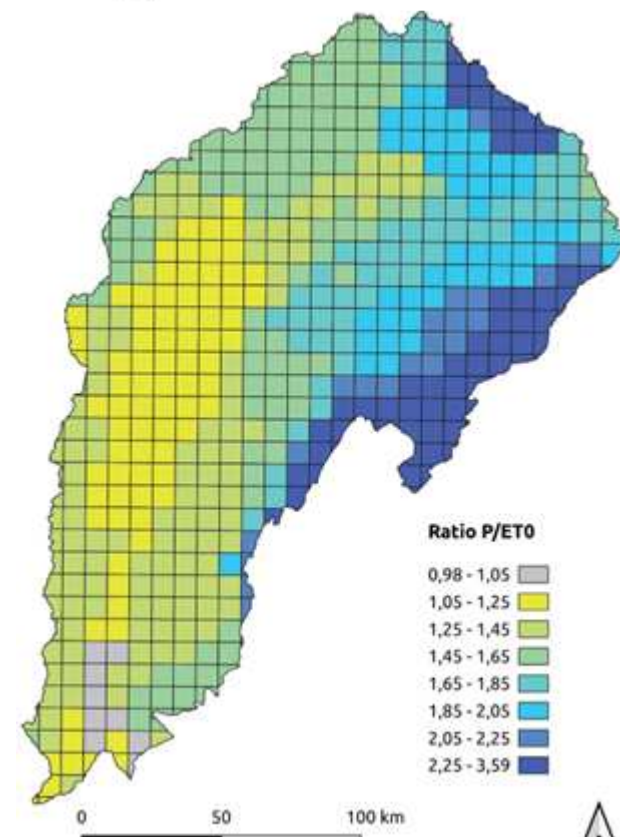 Ratio P/ET0
0,98 - 1,05
1,05 - 1,25
1,25 - 1,45
1,45 - 1,65
1,65 - 1,85
1,85 - 2,05
2,05 - 2,25
2,25 - 3,59
0 50 100 km